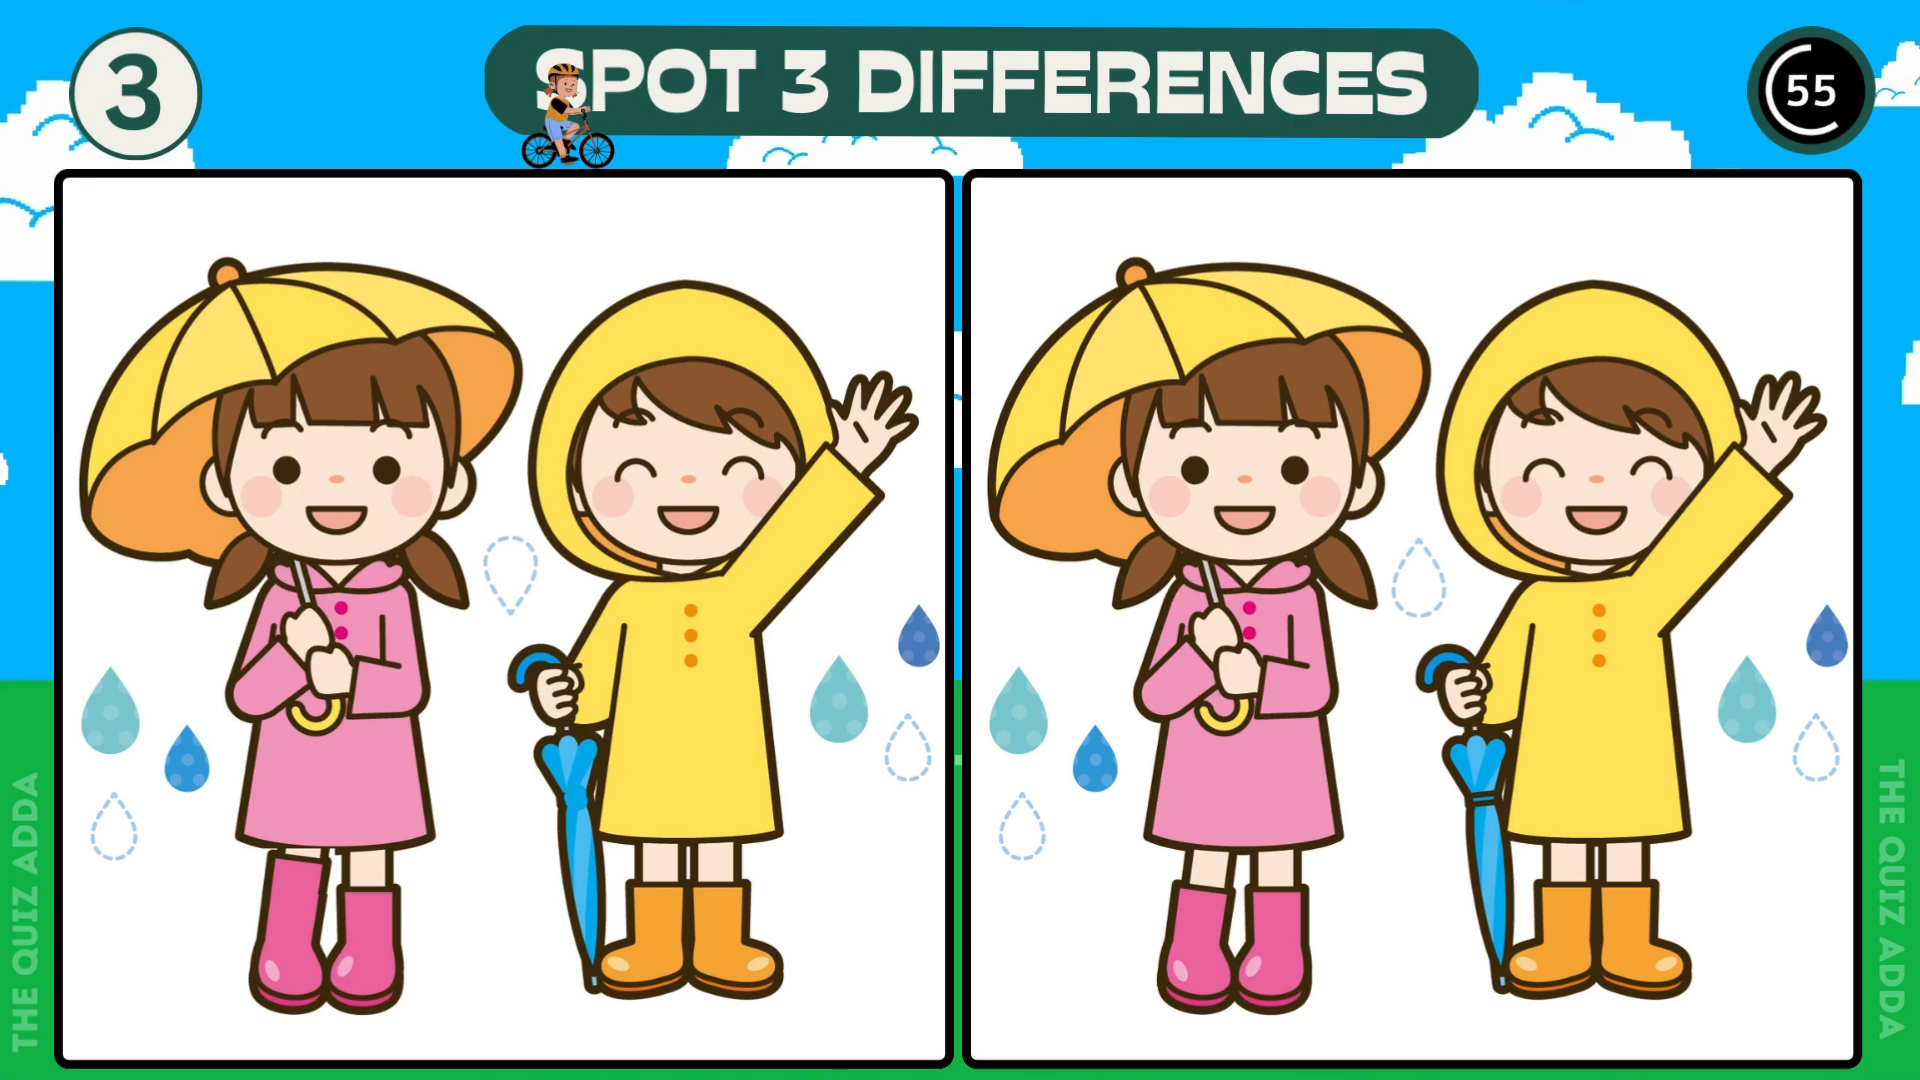 3
SPOT 3 DIFFERENCES
55
THE QUIZ ADDA
THE QUIZ ADDA